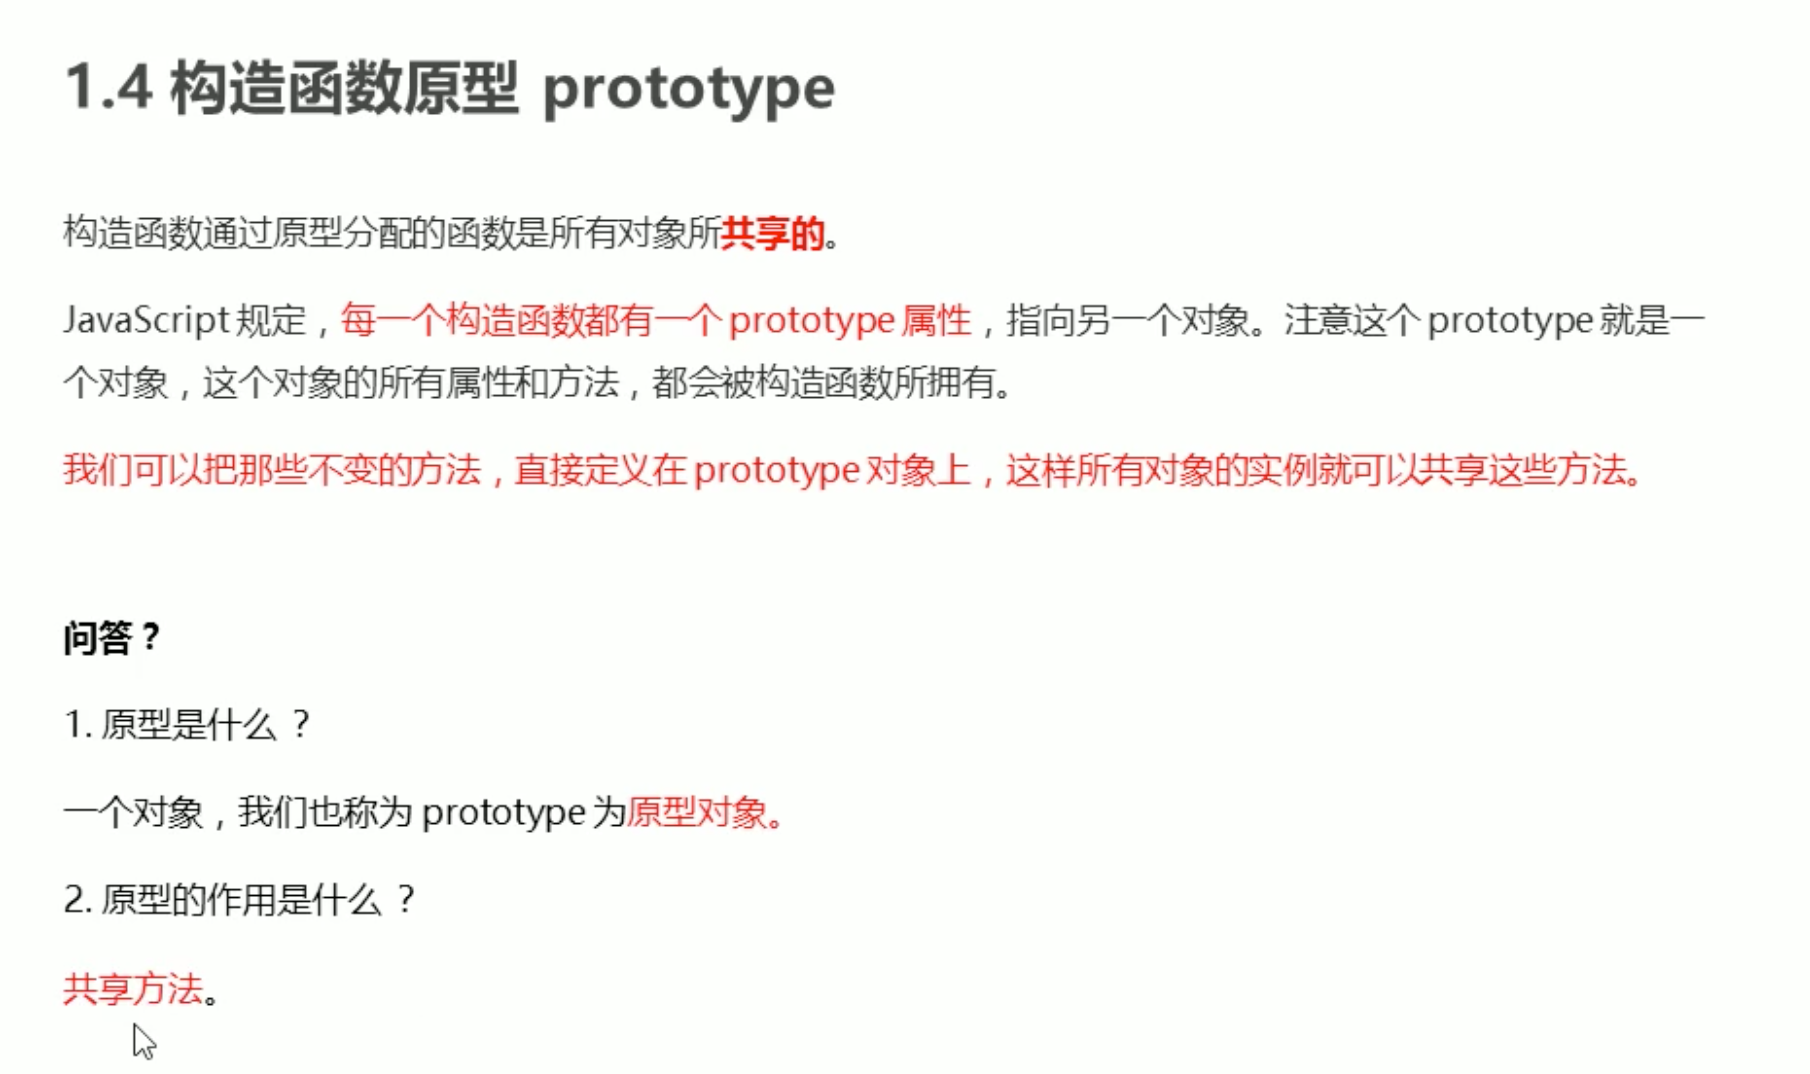 1.4 构造函数原型 prototype
构造函数通过原型分配的函数是所有对象所共享的。
JavaScript 规定，每一个构造函数都有一个 prototype 属性，指向另一个对象。注意这个 prototype 就是一
个对象，这个对象的所有属性和方法，都会被构造函数所拥有。
我们可以把那些不变的方法，直接定义在 prototype 对象上，这样所有对象的实例就可以共享这些方法。
问答？
1. 原型是什么 ？
一个对象，我们也称为 prototype 为原型对象。
2. 原型的作用是什么 ？
共享方法。